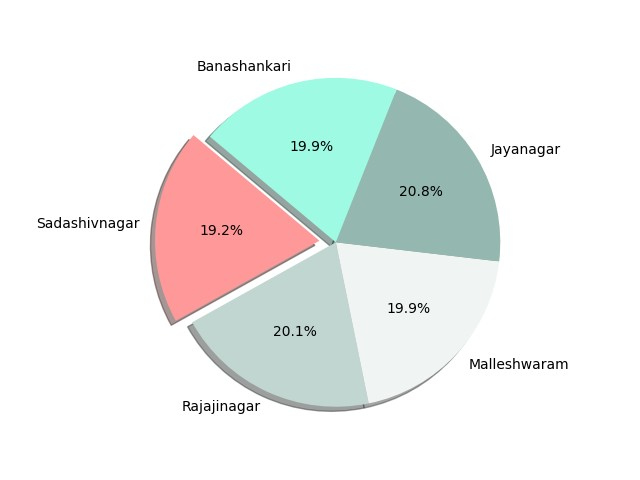 Banashankari
19.9%
Jayanagar
20.8%
Sadashivnagar
19.2%
19.9%
Malleshwaram
20.1%
Rajajinagar